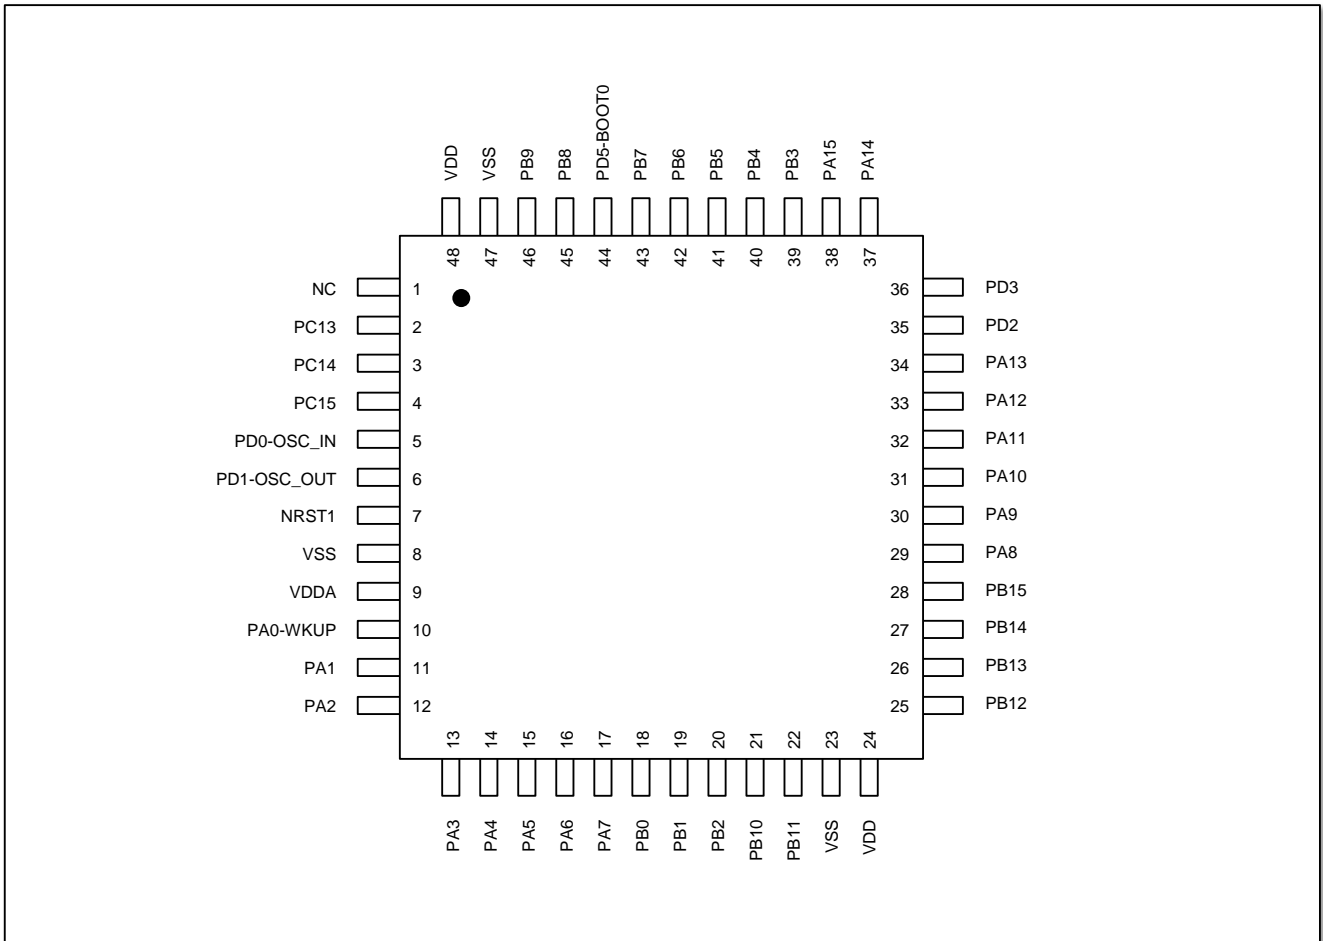 VDD
VSS
PB9
PB8
PD5-BOOT0
PB7
PB6
PB5
PB4
PB3
PA15
PA14
48
47
46
45
44
43
42
41
40
39
38
37
NC 1
36 PD3
PC13 2
35 PD2
PC14 3
34 PA13
PC15 4
33 PA12
PD0-OSC_IN 5
32 PA11
PD1-OSC_OUT 6
31 PA10
NRST1 7
30 PA9
VSS 8
29 PA8
VDDA 9
28 PB15
PA0-WKUP 10
27 PB14
PA1 11
26 PB13
PA2 12
25 PB12
13
14
15
16
17
18
19
20
21
22
23
24
PA3
PA4
PA5
PA6
PA7
PB0
PB1
PB2
PB10
PB11
VSS
VDD